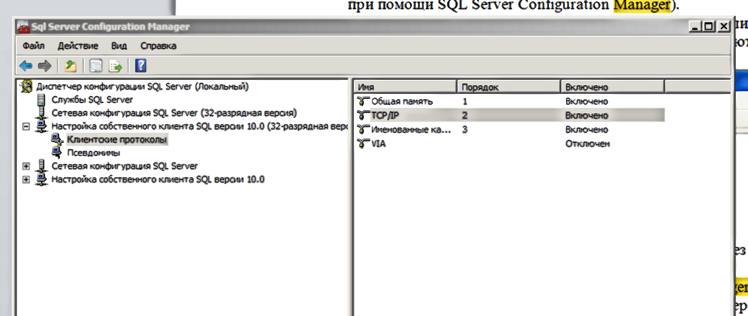 при помощи SQL Server Configuration Manager).
Sql Server Configuration Manager
Файл Действие Вид Справка
Диспетчер конфигурации SQL Server (Локальный)
Службы SQL Server
Сетевая конфигурация SQL Server (32-разрядная версия)
Настройка собственного клиента SQL версии 10.0 (32-разрядная верс
Клиентские протоколы
Псевдонимы
Сетевая конфигурация SQL Server
Настройка собственного клиента SQL версии 10.0
Имя Порядок Включено
Общая память 1 Включено
TCP/IP 2 Включено
Именованные ка... 3 Включено
VIA Отключен